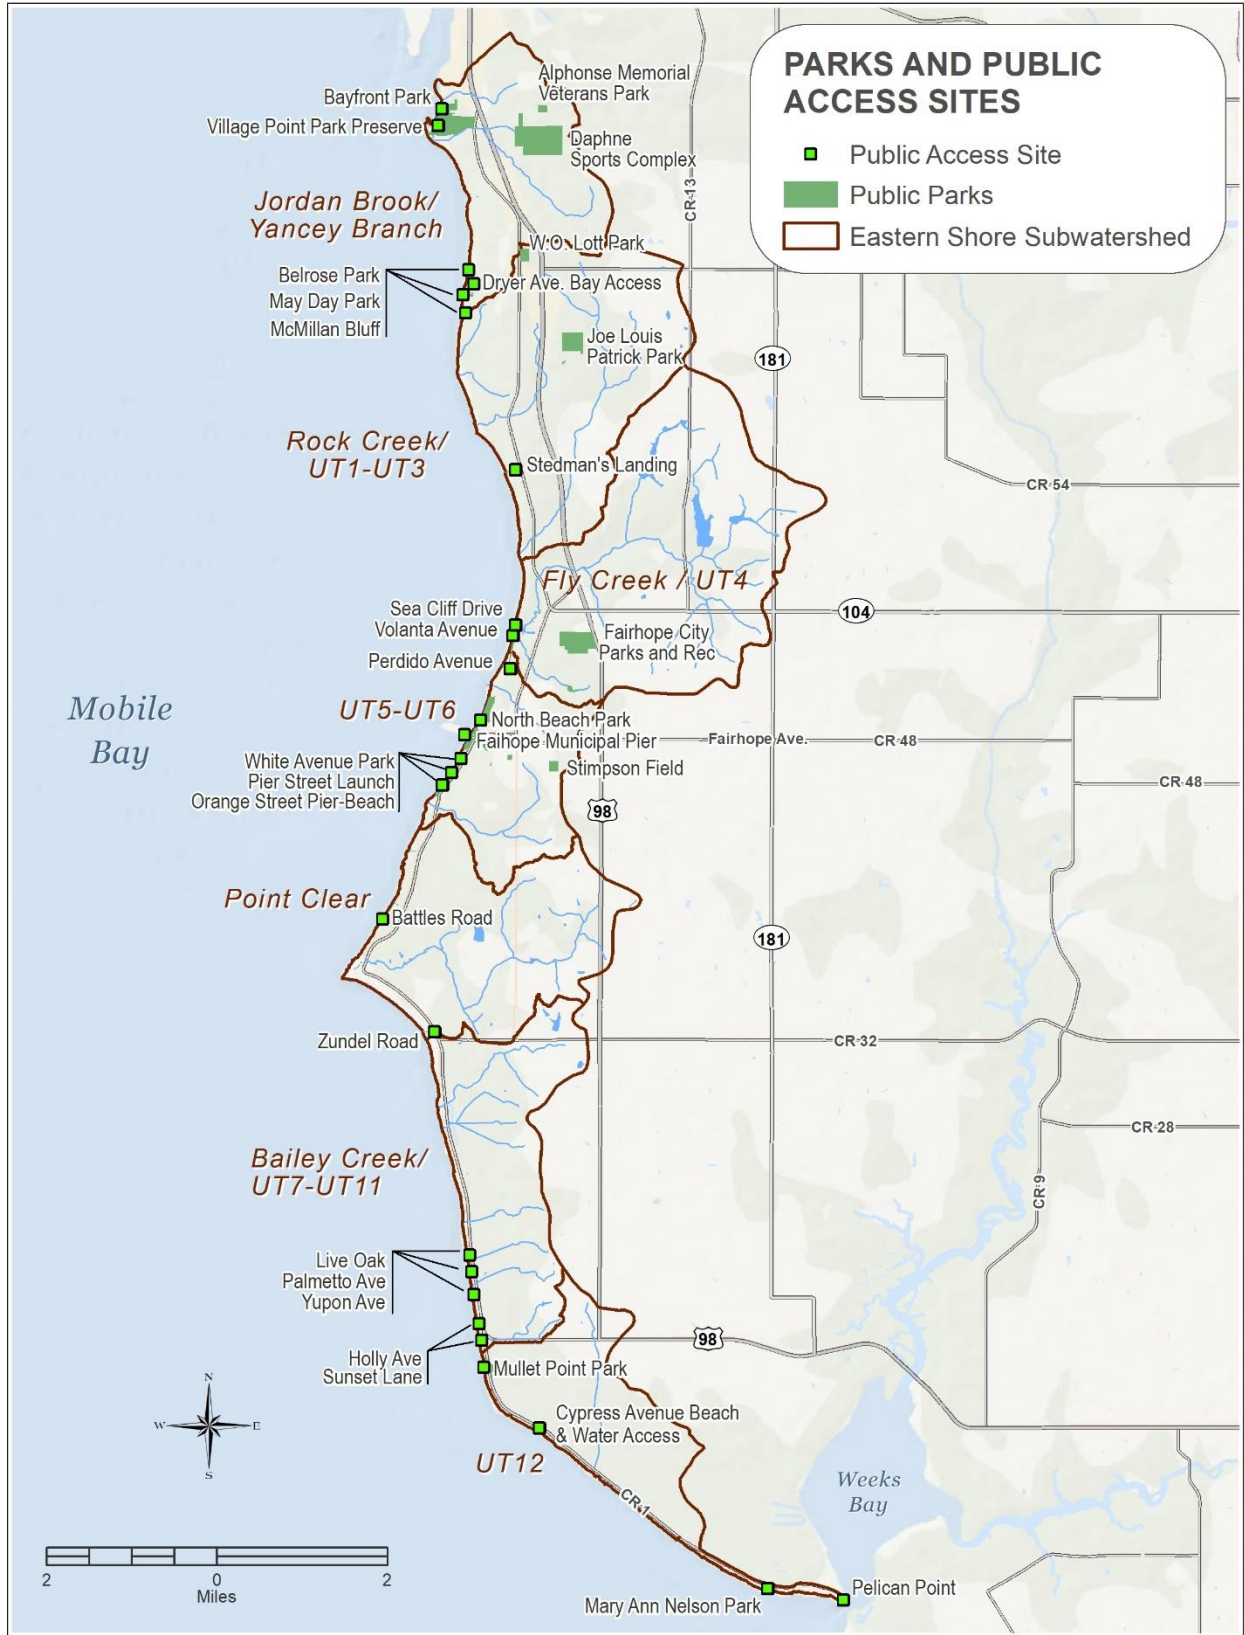 PARKS AND PUBLIC
ACCESS SITES
Public Access Site
Public Parks
Eastern Shore Subwatershed
Alphonse Memorial
Veterans Park
Bayfront Park
Village Point Park Preserve
Daphne
Sports Complex
CR 13
Jordan Brook/
Yancey Branch
W.O. Lott Park
Belrose Park
May Day Park
McMillan Bluff
Dryer Ave. Bay Access
Joe Louis
Patrick Park
181
Rock Creek/
UT1-UT3
Stedman's Landing
CR 54
Fly Creek / UT4
Sea Cliff Drive
Volanta Avenue
Perdido Avenue
104
Fairhope City
Parks and Rec
Mobile
Bay
UT5-UT6
North Beach Park
Faihope Municipal Pier
Fairhope Ave.
CR 48
White Avenue Park
Pier Street Launch
Orange Street Pier-Beach
Stimpson Field
CR 48
98
Point Clear
Battles Road
181
Zundel Road
CR 32
CR 28
Bailey Creek/
UT7-UT11
CR 9
Live Oak
Palmetto Ave
Yupon Ave
98
Holly Ave
Sunset Lane
Mullet Point Park
N
W
E
S
Cypress Avenue Beach
& Water Access
UT12
CR 1
Weeks
Bay
2
0
2
Miles
Mary Ann Nelson Park
Pelican Point